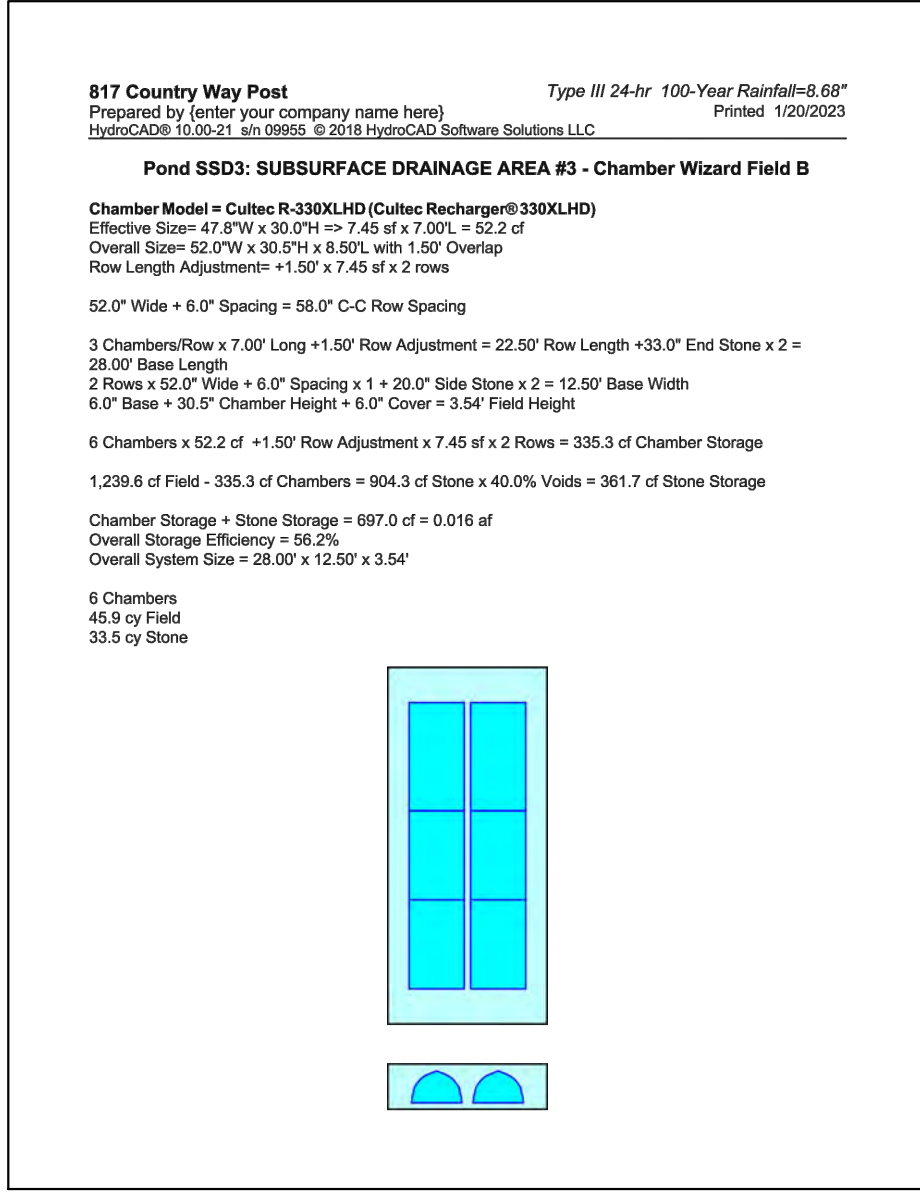 817 Country Way Post
Type III 24-hr 100-Year Rainfall=8.68"
Prepared by {enter your company name here}
Printed 1/20/2023
HydroCAD® 10.00-21 s/n 09955 © 2018 HydroCAD Software Solutions LLC
Pond SSD3: SUBSURFACE DRAINAGE AREA #3 - Chamber Wizard Field B
Chamber Model = Cultec R-330XLHD (Cultec Recharger® 330XLHD)
Effective Size= 47.8"W x 30.0"H => 7.45 sf x 7.00'L = 52.2 cf
Overall Size= 52.0"W x 30.5"H x 8.50'L with 1.50' Overlap
Row Length Adjustment= +1.50' x 7.45 sf x 2 rows
52.0" Wide + 6.0" Spacing = 58.0" C-C Row Spacing
3 Chambers/Row x 7.00' Long +1.50' Row Adjustment = 22.50' Row Length +33.0" End Stone x 2 =
28.00' Base Length
2 Rows x 52.0" Wide + 6.0" Spacing x 1 + 20.0" Side Stone x 2 = 12.50' Base Width
6.0" Base + 30.5" Chamber Height + 6.0" Cover = 3.54' Field Height
6 Chambers x 52.2 cf +1.50' Row Adjustment x 7.45 sf x 2 Rows = 335.3 cf Chamber Storage
1,239.6 cf Field - 335.3 cf Chambers = 904.3 cf Stone x 40.0% Voids = 361.7 cf Stone Storage
Chamber Storage + Stone Storage = 697.0 cf = 0.016 af
Overall Storage Efficiency = 56.2%
Overall System Size = 28.00' x 12.50' x 3.54'
6 Chambers
45.9 cy Field
33.5 cy Stone